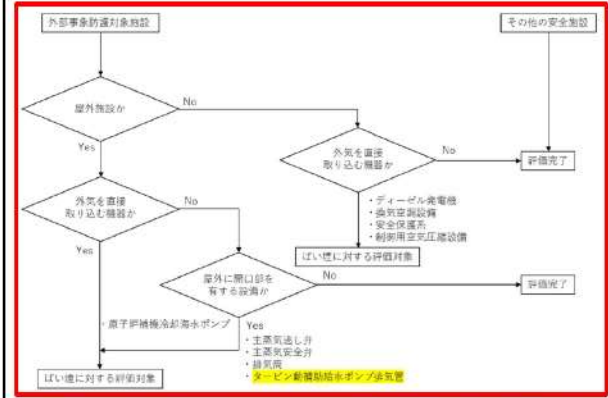 外部事象防護対象施設
その他の安全施設
屋外施設か
No
Yes
外気を直接
取り込む機器か
No
評価完了
・ディーゼル発電機
・換気空調設備
・安全保護系
・制御用空気圧縮設備
ばい煙に対する評価対象
外気を直接
取り込む機器か
No
Yes
屋外に開口部を
有する設備か
No
評価完了
・原子炉補機冷却海水ポンプ
Yes
・主蒸気逃し弁
・主蒸気安全弁
・排気筒
・タービン動補助給水ポンプ排気管
ばい煙に対する評価対象